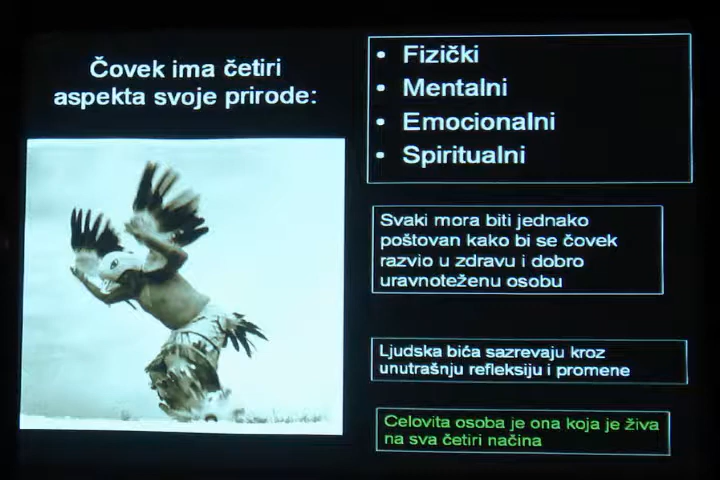 Čovek ima četiri
aspekta svoje prirode:
• Fizički
• Mentalni
• Emocionalni
• Spiritualni
Svaki mora biti jednako
poštovan kako bi se čovek
razvio u zdravu i dobro
uravnoteženu osobu
Ljudska bića sazrevaju kroz
unutrašnju refleksiju i promene
Celovita osoba je ona koja je živa
na sva četiri načina